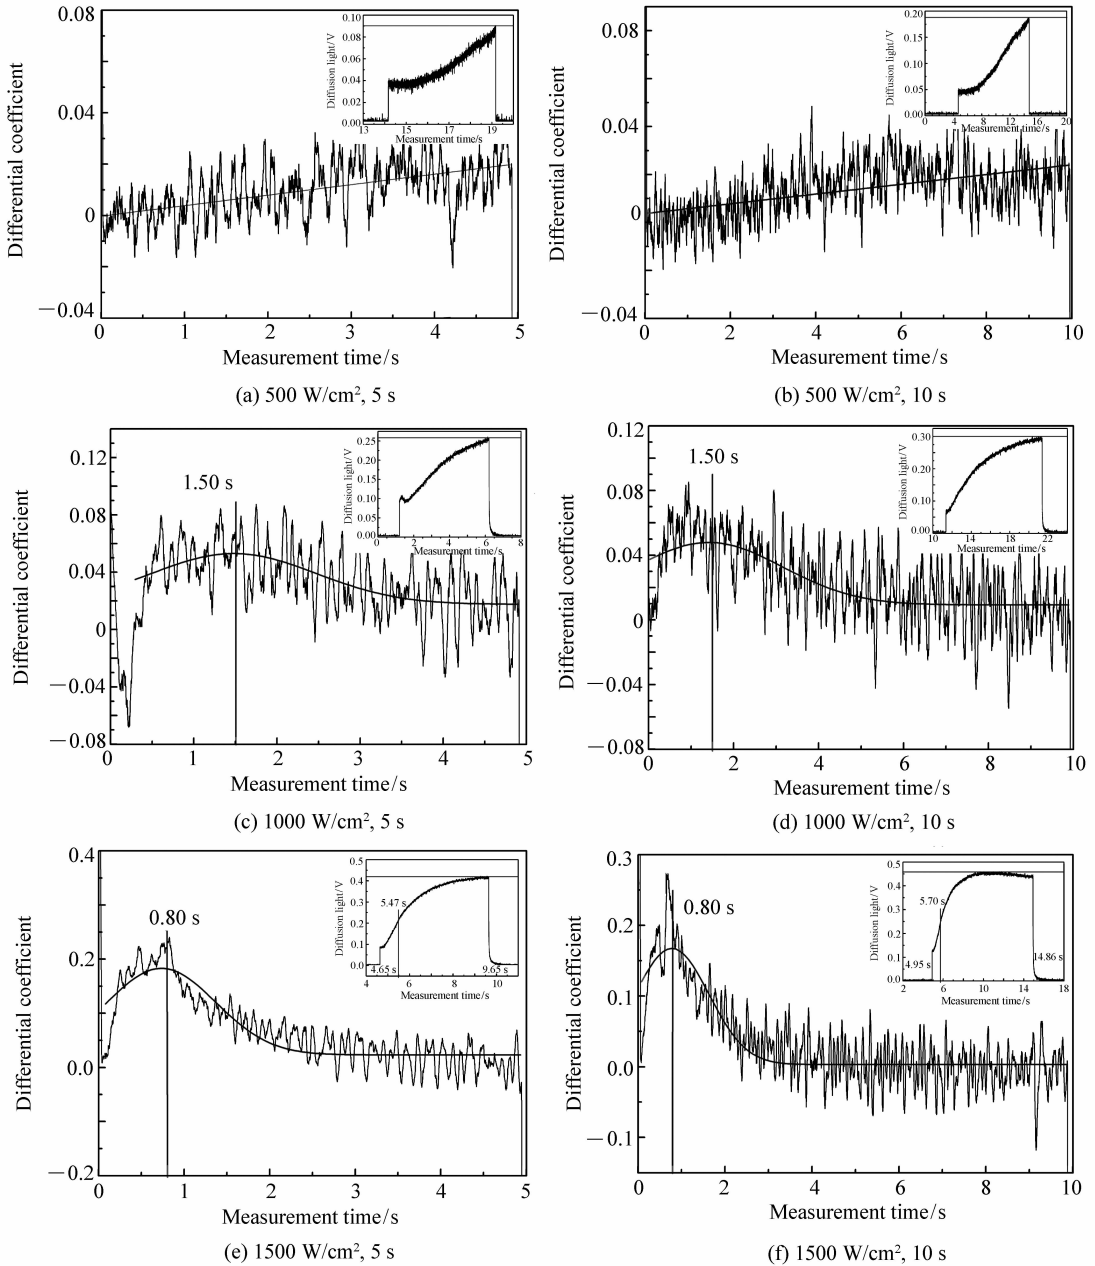 0.08
0.04
0
−0.04
Differential coefficient
0 1 2 3 4 5
Measurement time/s
0.10
0.08
0.06
0.04
0.02
0.00
Diffusion light/V
13 15 17 19
Measurement time/s
(a) 500 W/cm², 5 s
0.08
0.04
0
−0.04
Differential coefficient
0 2 4 6 8 10
Measurement time/s
0.20
0.15
0.10
0.05
0.00
Diffusion light/V
0 4 8 12 16 20
Measurement time/s
(b) 500 W/cm², 10 s
0.12
0.08
0.04
0
−0.04
−0.08
Differential coefficient
1.50 s
0 1 2 3 4 5
Measurement time/s
0.25
0.20
0.10
0.05
0.00
Diffusion light/V
0 2 4 6 8
Measurement time/s
(c) 1000 W/cm², 5 s
0.12
0.08
0.04
0
−0.04
−0.08
Differential coefficient
1.50 s
0 2 4 6 8 10
Measurement time/s
0.30
0.20
0.10
0.00
Diffusion light/V
10 14 18 22
Measurement time/s
(d) 1000 W/cm², 10 s
0.4
0.2
0.0
−0.2
Differential coefficient
0.80 s
0 1 2 3 4 5
Measurement time/s
0.5
0.4
0.3
0.2
0.1
0.0
Diffusion light/V
5.47 s
4.65 s
9.65 s
4 6 8 10
Measurement time/s
(e) 1500 W/cm², 5 s
0.3
0.2
0.1
0.0
−0.1
Differential coefficient
0.80 s
0 2 4 6 8 10
Measurement time/s
0.5
0.4
0.3
0.2
0.1
0.0
Diffusion light/V
5.70 s
4.95 s
14.86 s
2 6 10 14 18
Measurement time/s
(f) 1500 W/cm², 10 s